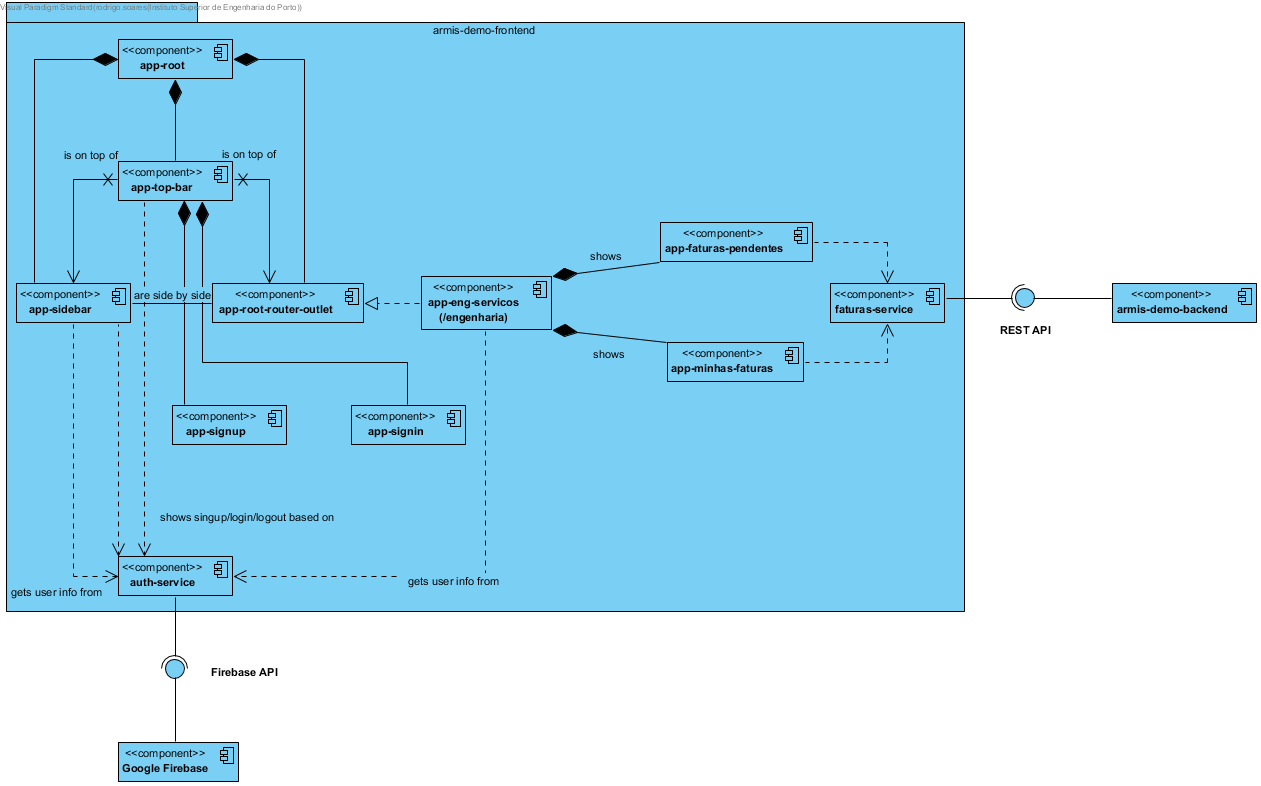 Visual Paradigm Standard(rodrigo.soares(Instituto Superior de Engenharia do Porto))
armis-demo-frontend
<<component>>
app-root
is on top of
is on top of
<<component>>
app-top-bar
<<component>>
app-faturas-pendentes
shows
<<component>>
app-sidebar
are side by side
<<component>>
app-root-router-outlet
<<component>>
app-eng-servicos
(/engenharia)
<<component>>
faturas-service
<<component>>
armis-demo-backend
REST API
shows
<<component>>
app-minhas-faturas
<<component>>
app-signup
<<component>>
app-signin
shows singup/login/logout based on
<<component>>
auth-service
gets user info from
gets user info from
Firebase API
<<component>>
Google Firebase